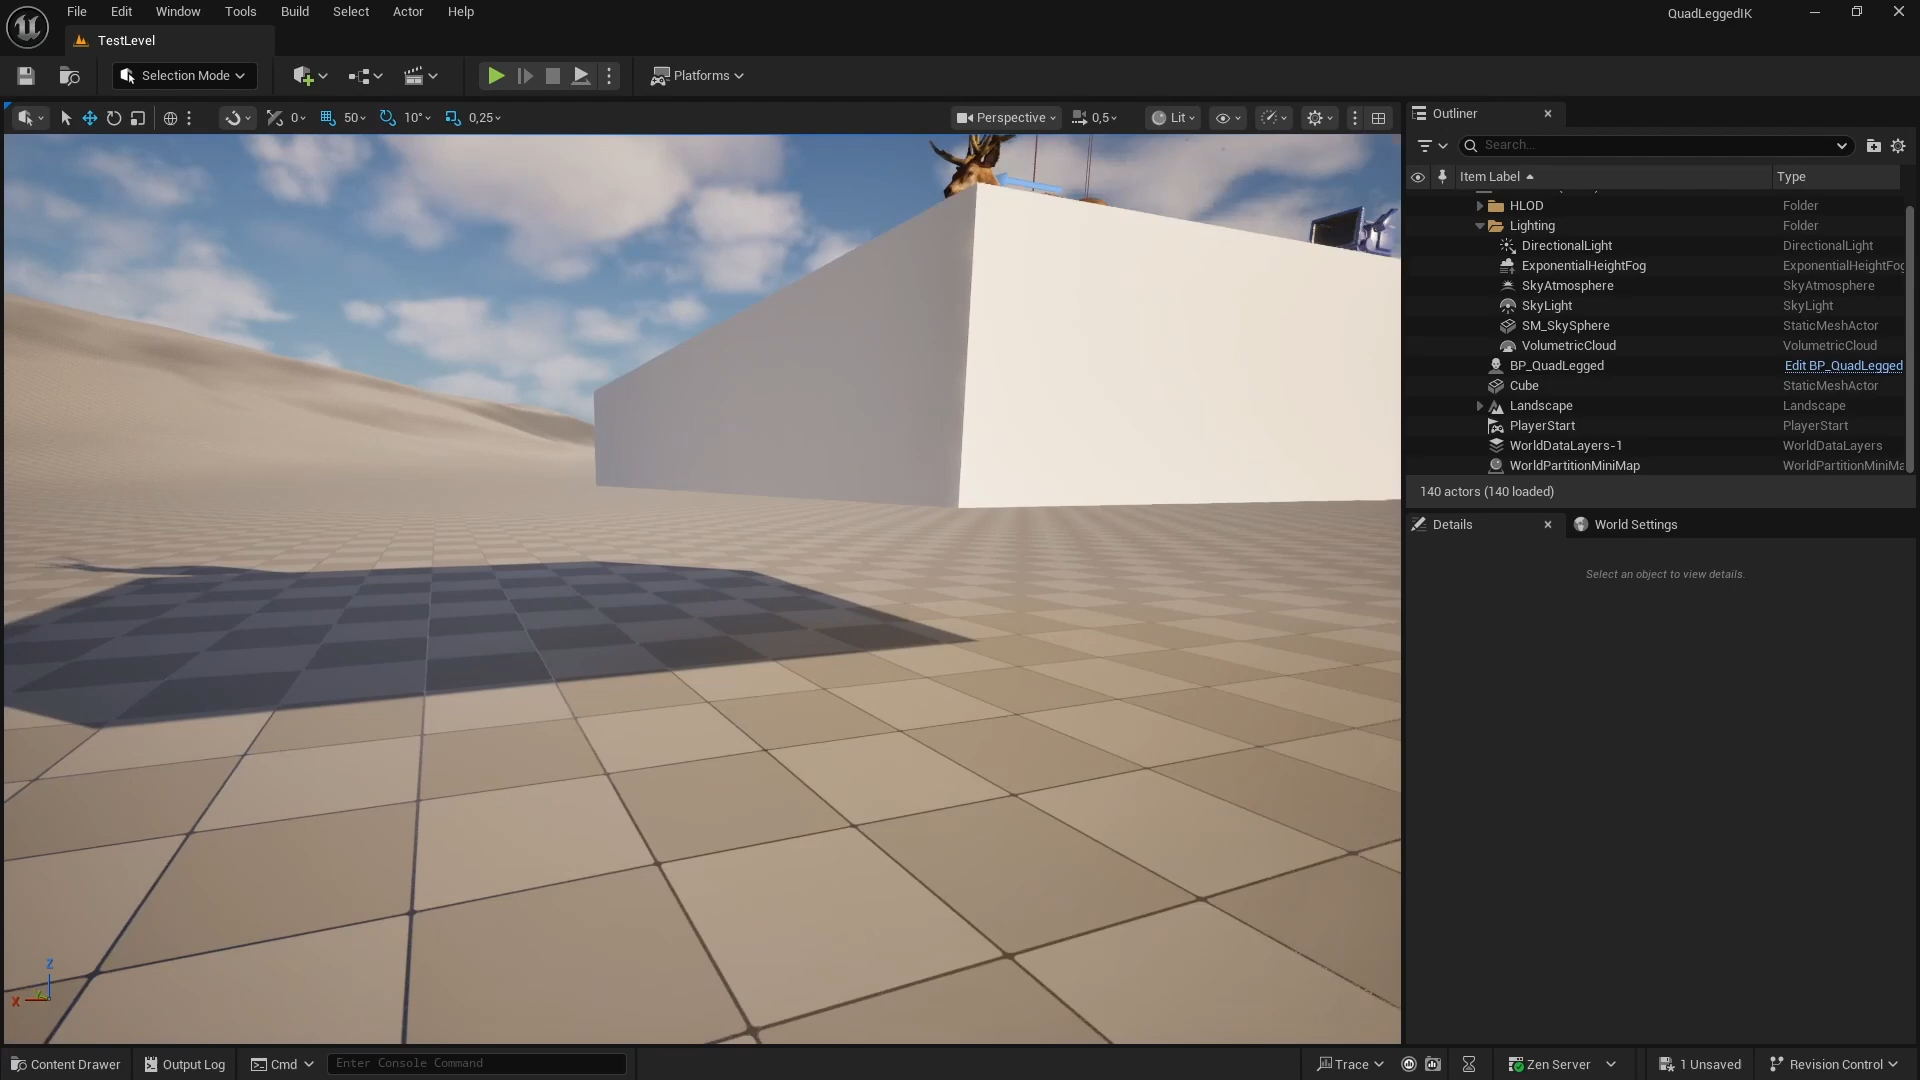 File Edit Window Tools Build Select Actor Help
QuadLeggedIK
TestLevel
Selection Mode
Platforms
0 50 10° 0,25
Perspective 0,5 Lit
Outliner
Search...
Item Label Type
HLOD Folder
Lighting Folder
DirectionalLight DirectionalLight
ExponentialHeightFog ExponentialHeightFog
SkyAtmosphere SkyAtmosphere
SkyLight SkyLight
SM_SkySphere StaticMeshActor
VolumetricCloud VolumetricCloud
BP_QuadLegged Edit BP_QuadLegged
Cube StaticMeshActor
Landscape Landscape
PlayerStart PlayerStart
WorldDataLayers-1 WorldDataLayers
WorldPartitionMiniMap WorldPartitionMiniMa
140 actors (140 loaded)
Details World Settings
Select an object to view details.
Z
X
Content Drawer Output Log Cmd Enter Console Command
Trace Zen Server 1 Unsaved Revision Control